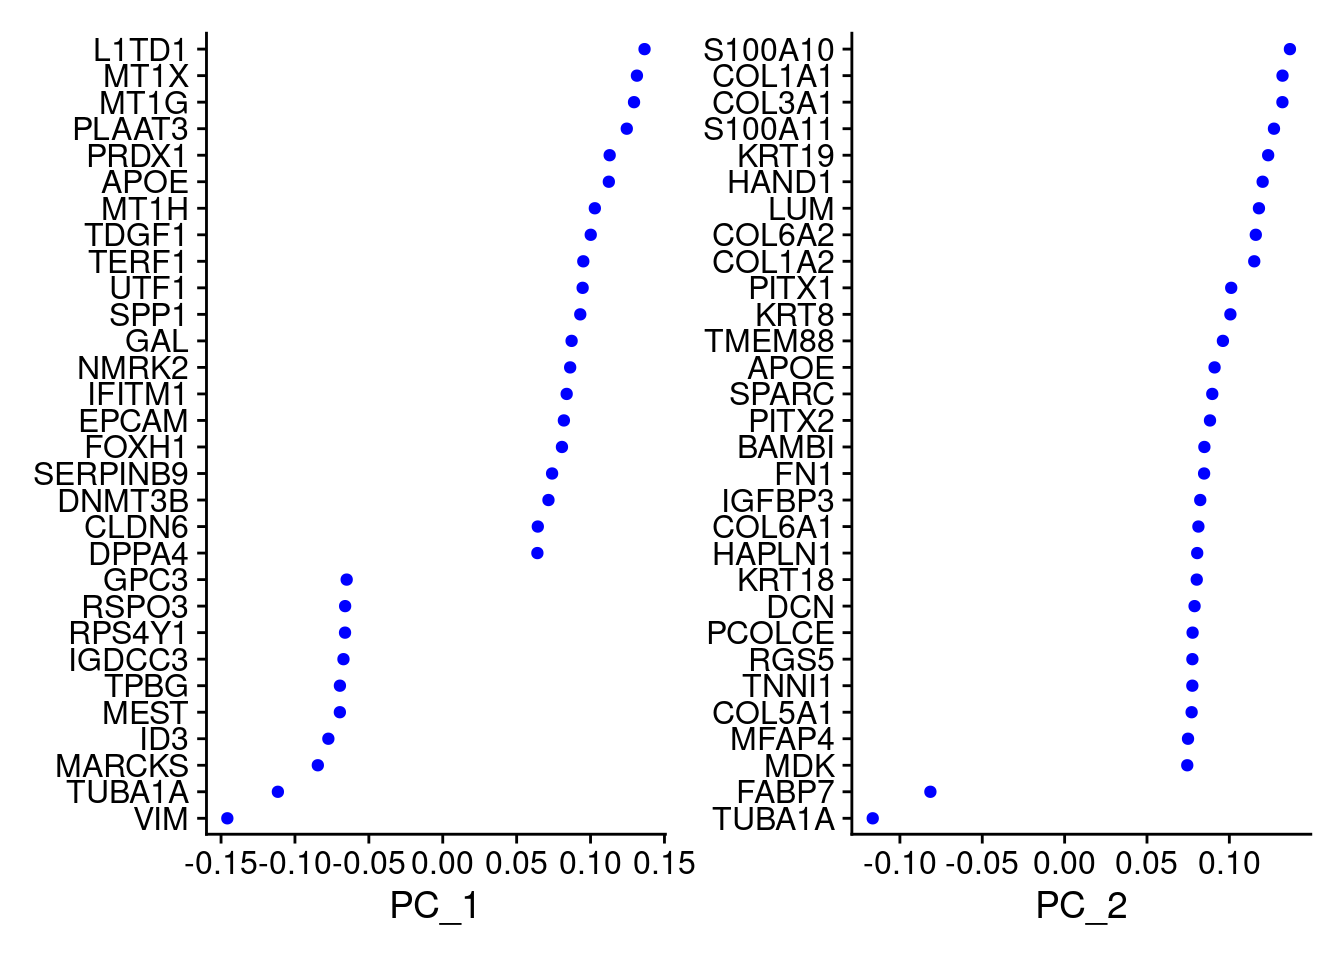 L1TD1
MT1X
MT1G
PLAAT3
PRDX1
APOE
MT1H
TDGF1
TERF1
UTF1
SPP1
GAL
NMRK2
IFITM1
EPCAM
FOXH1
SERPINB9
DNMT3B
CLDN6
DPPA4
GPC3
RSPO3
RPS4Y1
IGDCC3
TPBG
MEST
ID3
MARCKS
TUBA1A
VIM
-0.15 -0.10 -0.05 0.00 0.05 0.10 0.15
PC_1
S100A10
COL1A1
COL3A1
S100A11
KRT19
HAND1
LUM
COL6A2
COL1A2
PITX1
KRT8
TMEM88
APOE
SPARC
PITX2
BAMBI
FN1
IGFBP3
COL6A1
HAPLN1
KRT18
DCN
PCOLCE
RGS5
TNNI1
COL5A1
MFAP4
MDK
FABP7
TUBA1A
-0.10 -0.05 0.00 0.05 0.10
PC_2